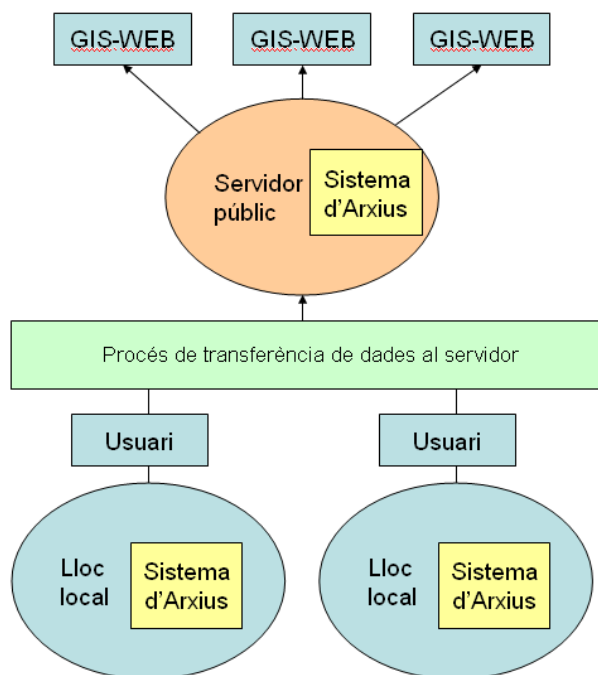 GIS-WEB
GIS-WEB
GIS-WEB
Servidor
públic
Sistema
d'Arxius
Procés de transferència de dades al servidor
Usuari
Usuari
Lloc
local
Sistema
d'Arxius
Lloc
local
Sistema
d'Arxius